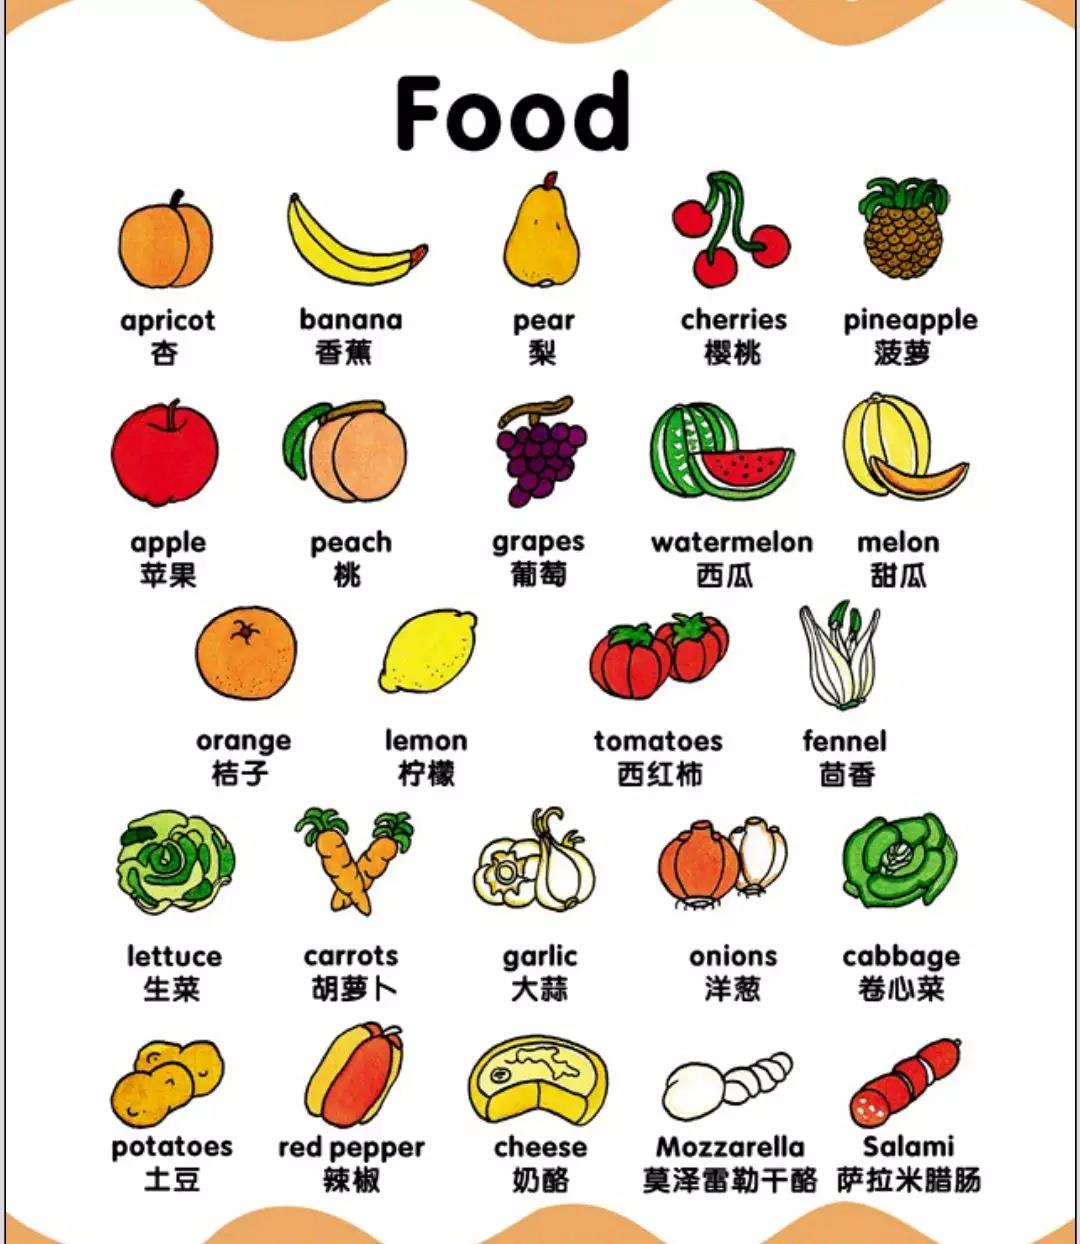 Food
apricot banana pear cherries pineapple
杏 香蕉 梨 樱桃 菠萝
apple peach grapes watermelon melon
苹果 桃 葡萄 西瓜 甜瓜
orange lemon tomatoes fennel
桔子 柠檬 西红柿 茴香
lettuce carrots garlic onions cabbage
生菜 胡萝卜 大蒜 洋葱 卷心菜
potatoes red pepper cheese Mozzarella Salami
土豆 辣椒 奶酪 莫泽雷勒干酪 萨拉米腊肠